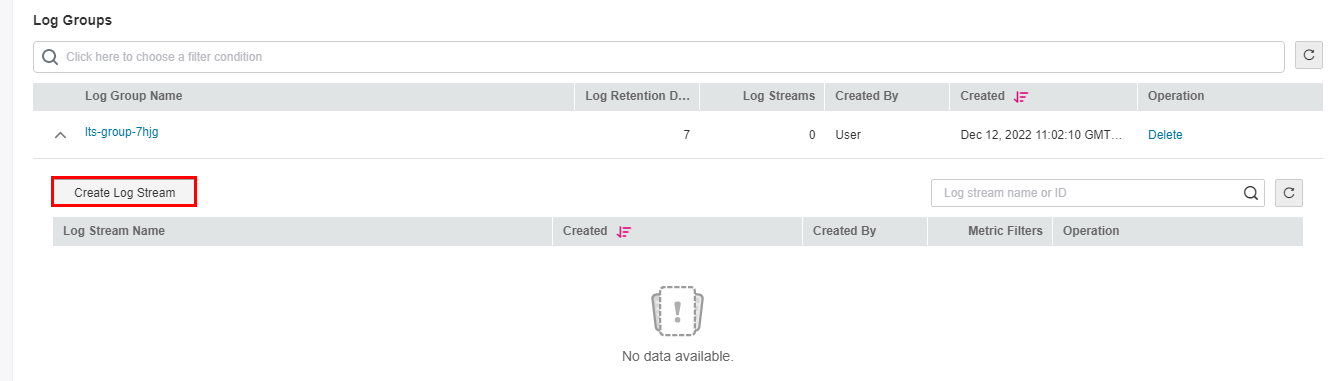 Log Groups
Click here to choose a filter condition
Log Group Name Log Retention D... Log Streams Created By Created Operation
lts-group-7hjg 7 0 User Dec 12, 2022 11:02:10 GMT... Delete
Create Log Stream Log stream name or ID
Log Stream Name Created Created By Metric Filters Operation
No data available.